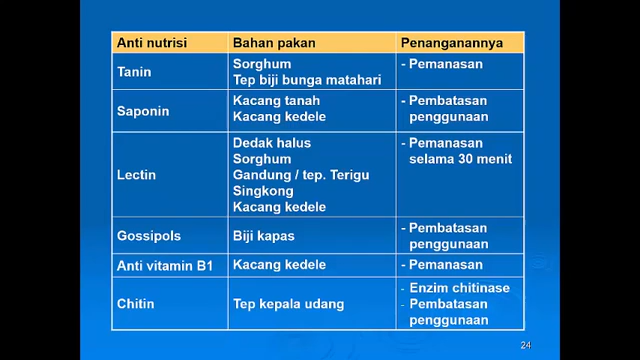 Anti nutrisi Bahan pakan Penanganannya
Tanin
Sorghum
Tep biji bunga matahari
- Pemanasan
Saponin
Kacang tanah
Kacang kedele
- Pembatasan
penggunaan
Lectin
Dedak halus
Sorghum
Gandung / tep. Terigu
Singkong
Kacang kedele
- Pemanasan
selama 30 menit
Gossipols
Biji kapas
- Pembatasan
penggunaan
Anti vitamin B1
Kacang kedele
- Pemanasan
Chitin
Tep kepala udang
- Enzim chitinase
- Pembatasan
penggunaan
24